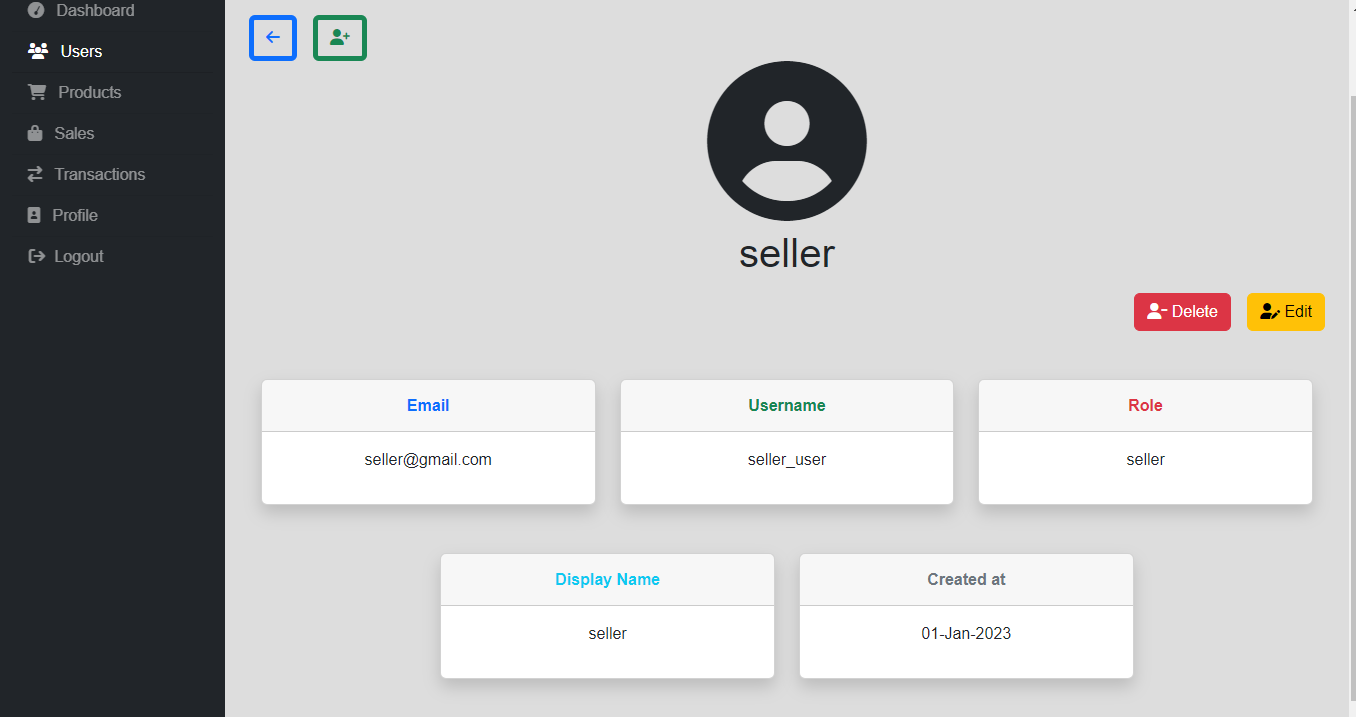 Dashboard
Users
Products
Sales
Transactions
Profile
Logout
seller
Delete
Edit
Email
seller@gmail.com
Username
seller_user
Role
seller
Display Name
seller
Created at
01-Jan-2023